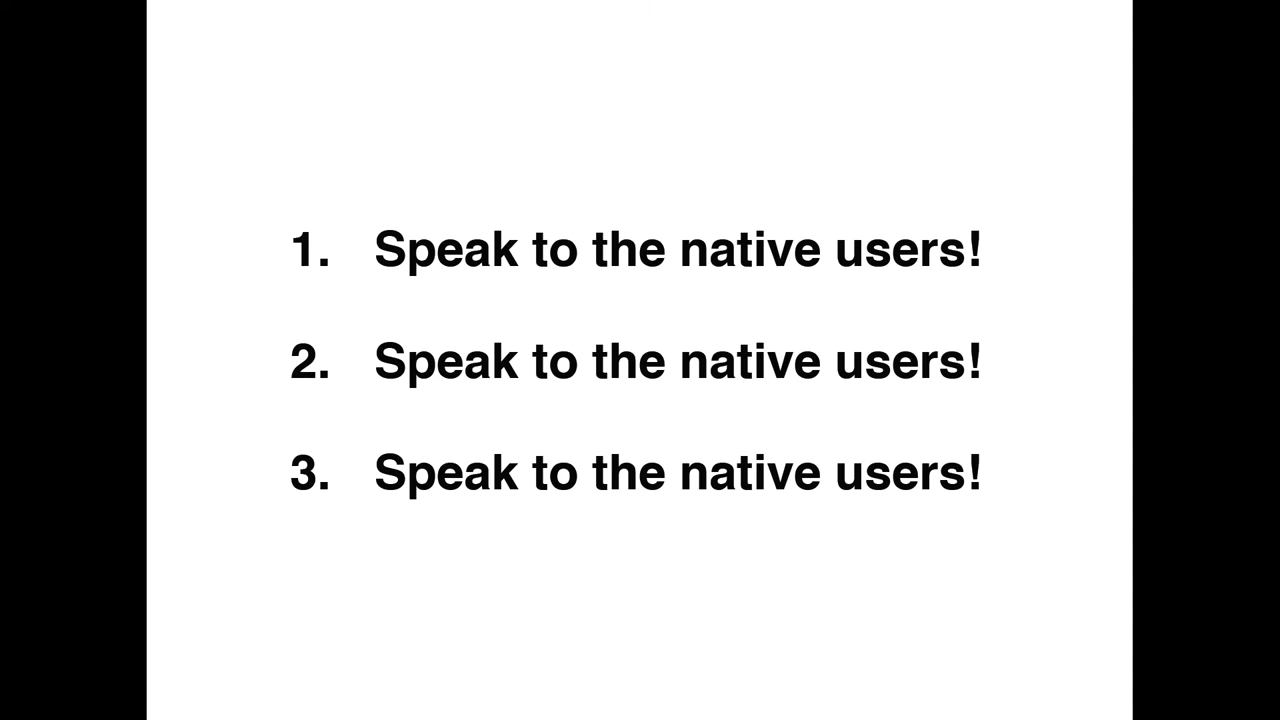 1. Speak to the native users!
2. Speak to the native users!
3. Speak to the native users!